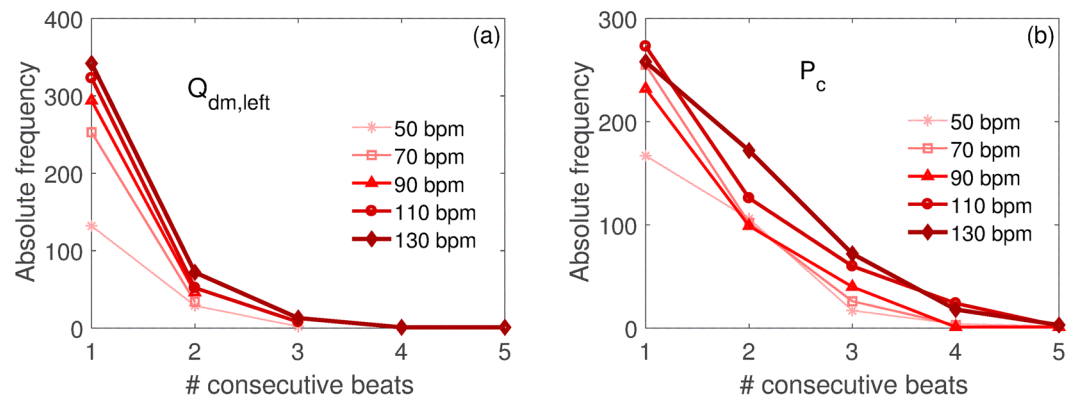 400
300
200
100
0
Absolute frequency
(a)
Q dm,left
50 bpm
70 bpm
90 bpm
110 bpm
130 bpm
1 2 3 4 5
# consecutive beats
300
200
100
0
Absolute frequency
(b)
P c
50 bpm
70 bpm
90 bpm
110 bpm
130 bpm
1 2 3 4 5
# consecutive beats